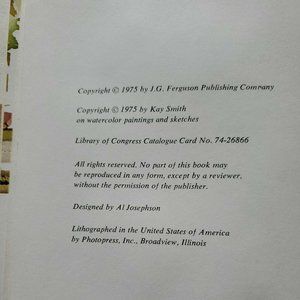 Copyright © 1975 by J.G. Ferguson Publishing Company
Copyright © 1975 by Kay Smith
on watercolor paintings and sketches
Library of Congress Catalogue Card No. 74-26866
All rights reserved. No part of this book may
be reproduced in any form, except by a reviewer,
without the permission of the publisher.
Designed by Al Josephson
Lithographed in the United States of America
by Photopress, Inc., Broadview, Illinois